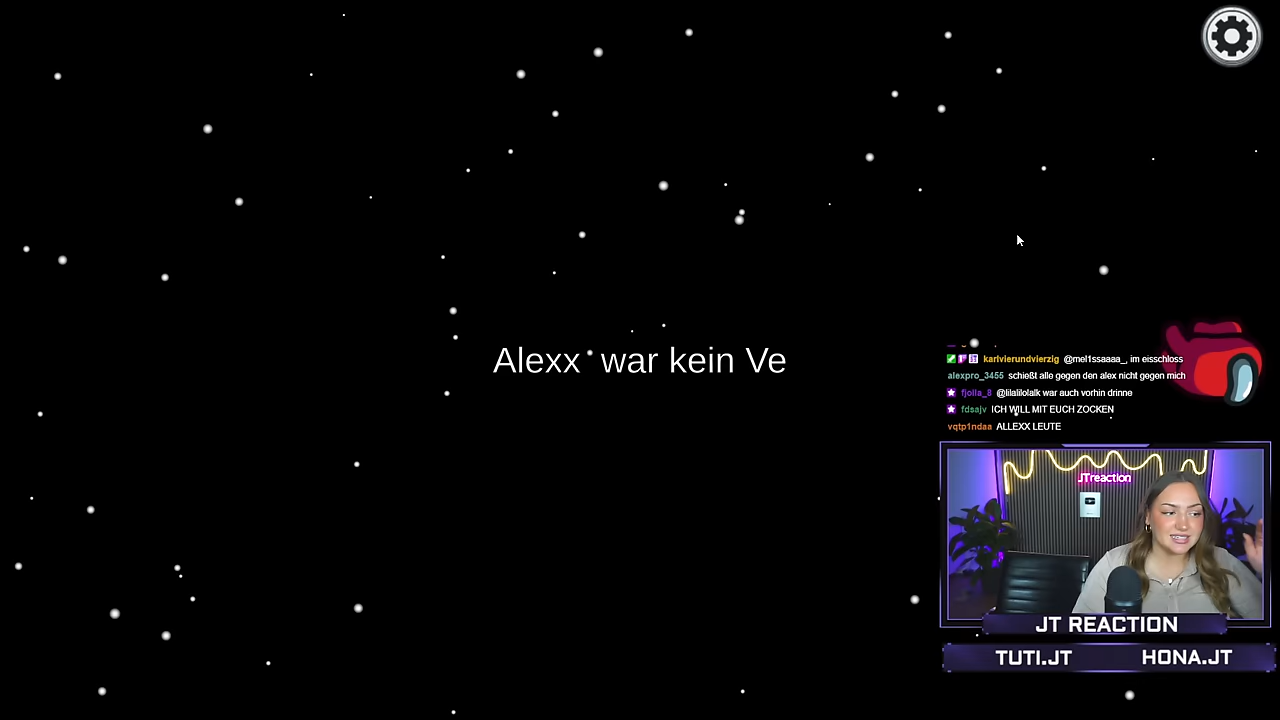 Alexx war kein Ve
karlvierundvierzig @mel1ssaaaa_, im eisschloss
alexpro_3455 schießt alle gegen den alex nicht gegen mich
fjolla_8 @lilalilolalk war auch vorhin drinne
fdsajv ICH WILL MIT EUCH ZOCKEN
vqtp1ndaa ALLEXX LEUTE
JTreaction
JT REACTION
TUTI.JT HONA.JT